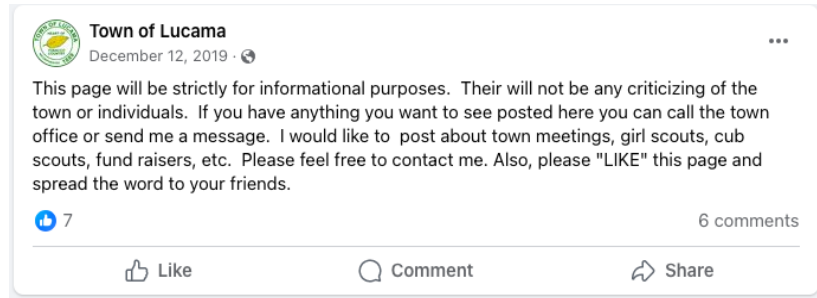 TOWN OF LUCAMA
Town of Lucama
December 12, 2019 ·
This page will be strictly for informational purposes.  Their will not be any criticizing of the
town or individuals.  If you have anything you want to see posted here you can call the town
office or send me a message.  I would like to  post about town meetings, girl scouts, cub
scouts, fund raisers, etc.  Please feel free to contact me. Also, please "LIKE" this page and
spread the word to your friends.
7
6 comments
Like
Comment
Share